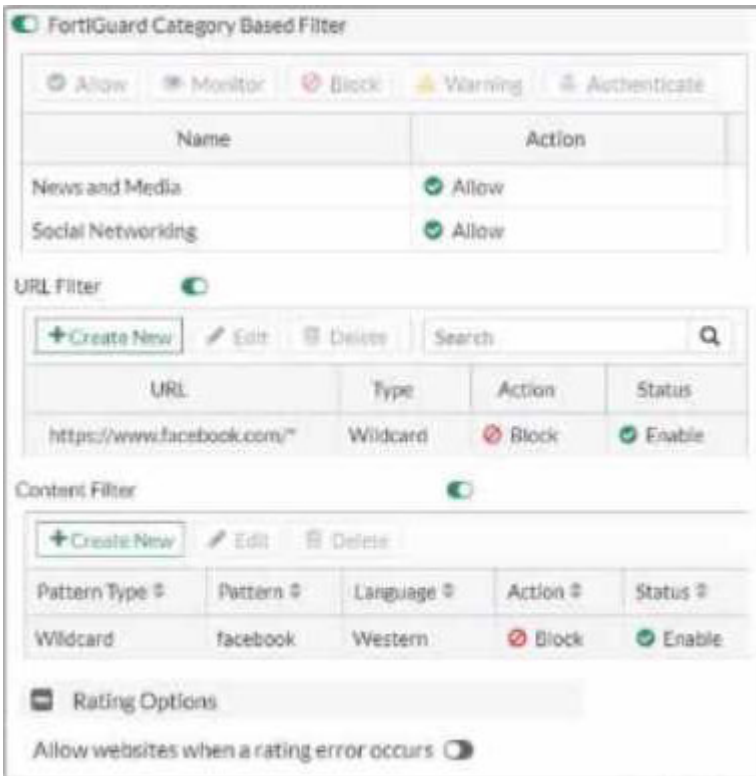 FortiGuard Category Based Filter
Allow Monitor Block Warning Authenticate
Name Action
News and Media Allow
Social Networking Allow
URL Filter
+Create New Edit Delete Search
URL Type Action Status
https://www.facebook.com/* Wildcard Block Enable
Content Filter
+Create New Edit Delete
Pattern Type Pattern Language Action Status
Wildcard facebook Western Block Enable
Rating Options
Allow websites when a rating error occurs